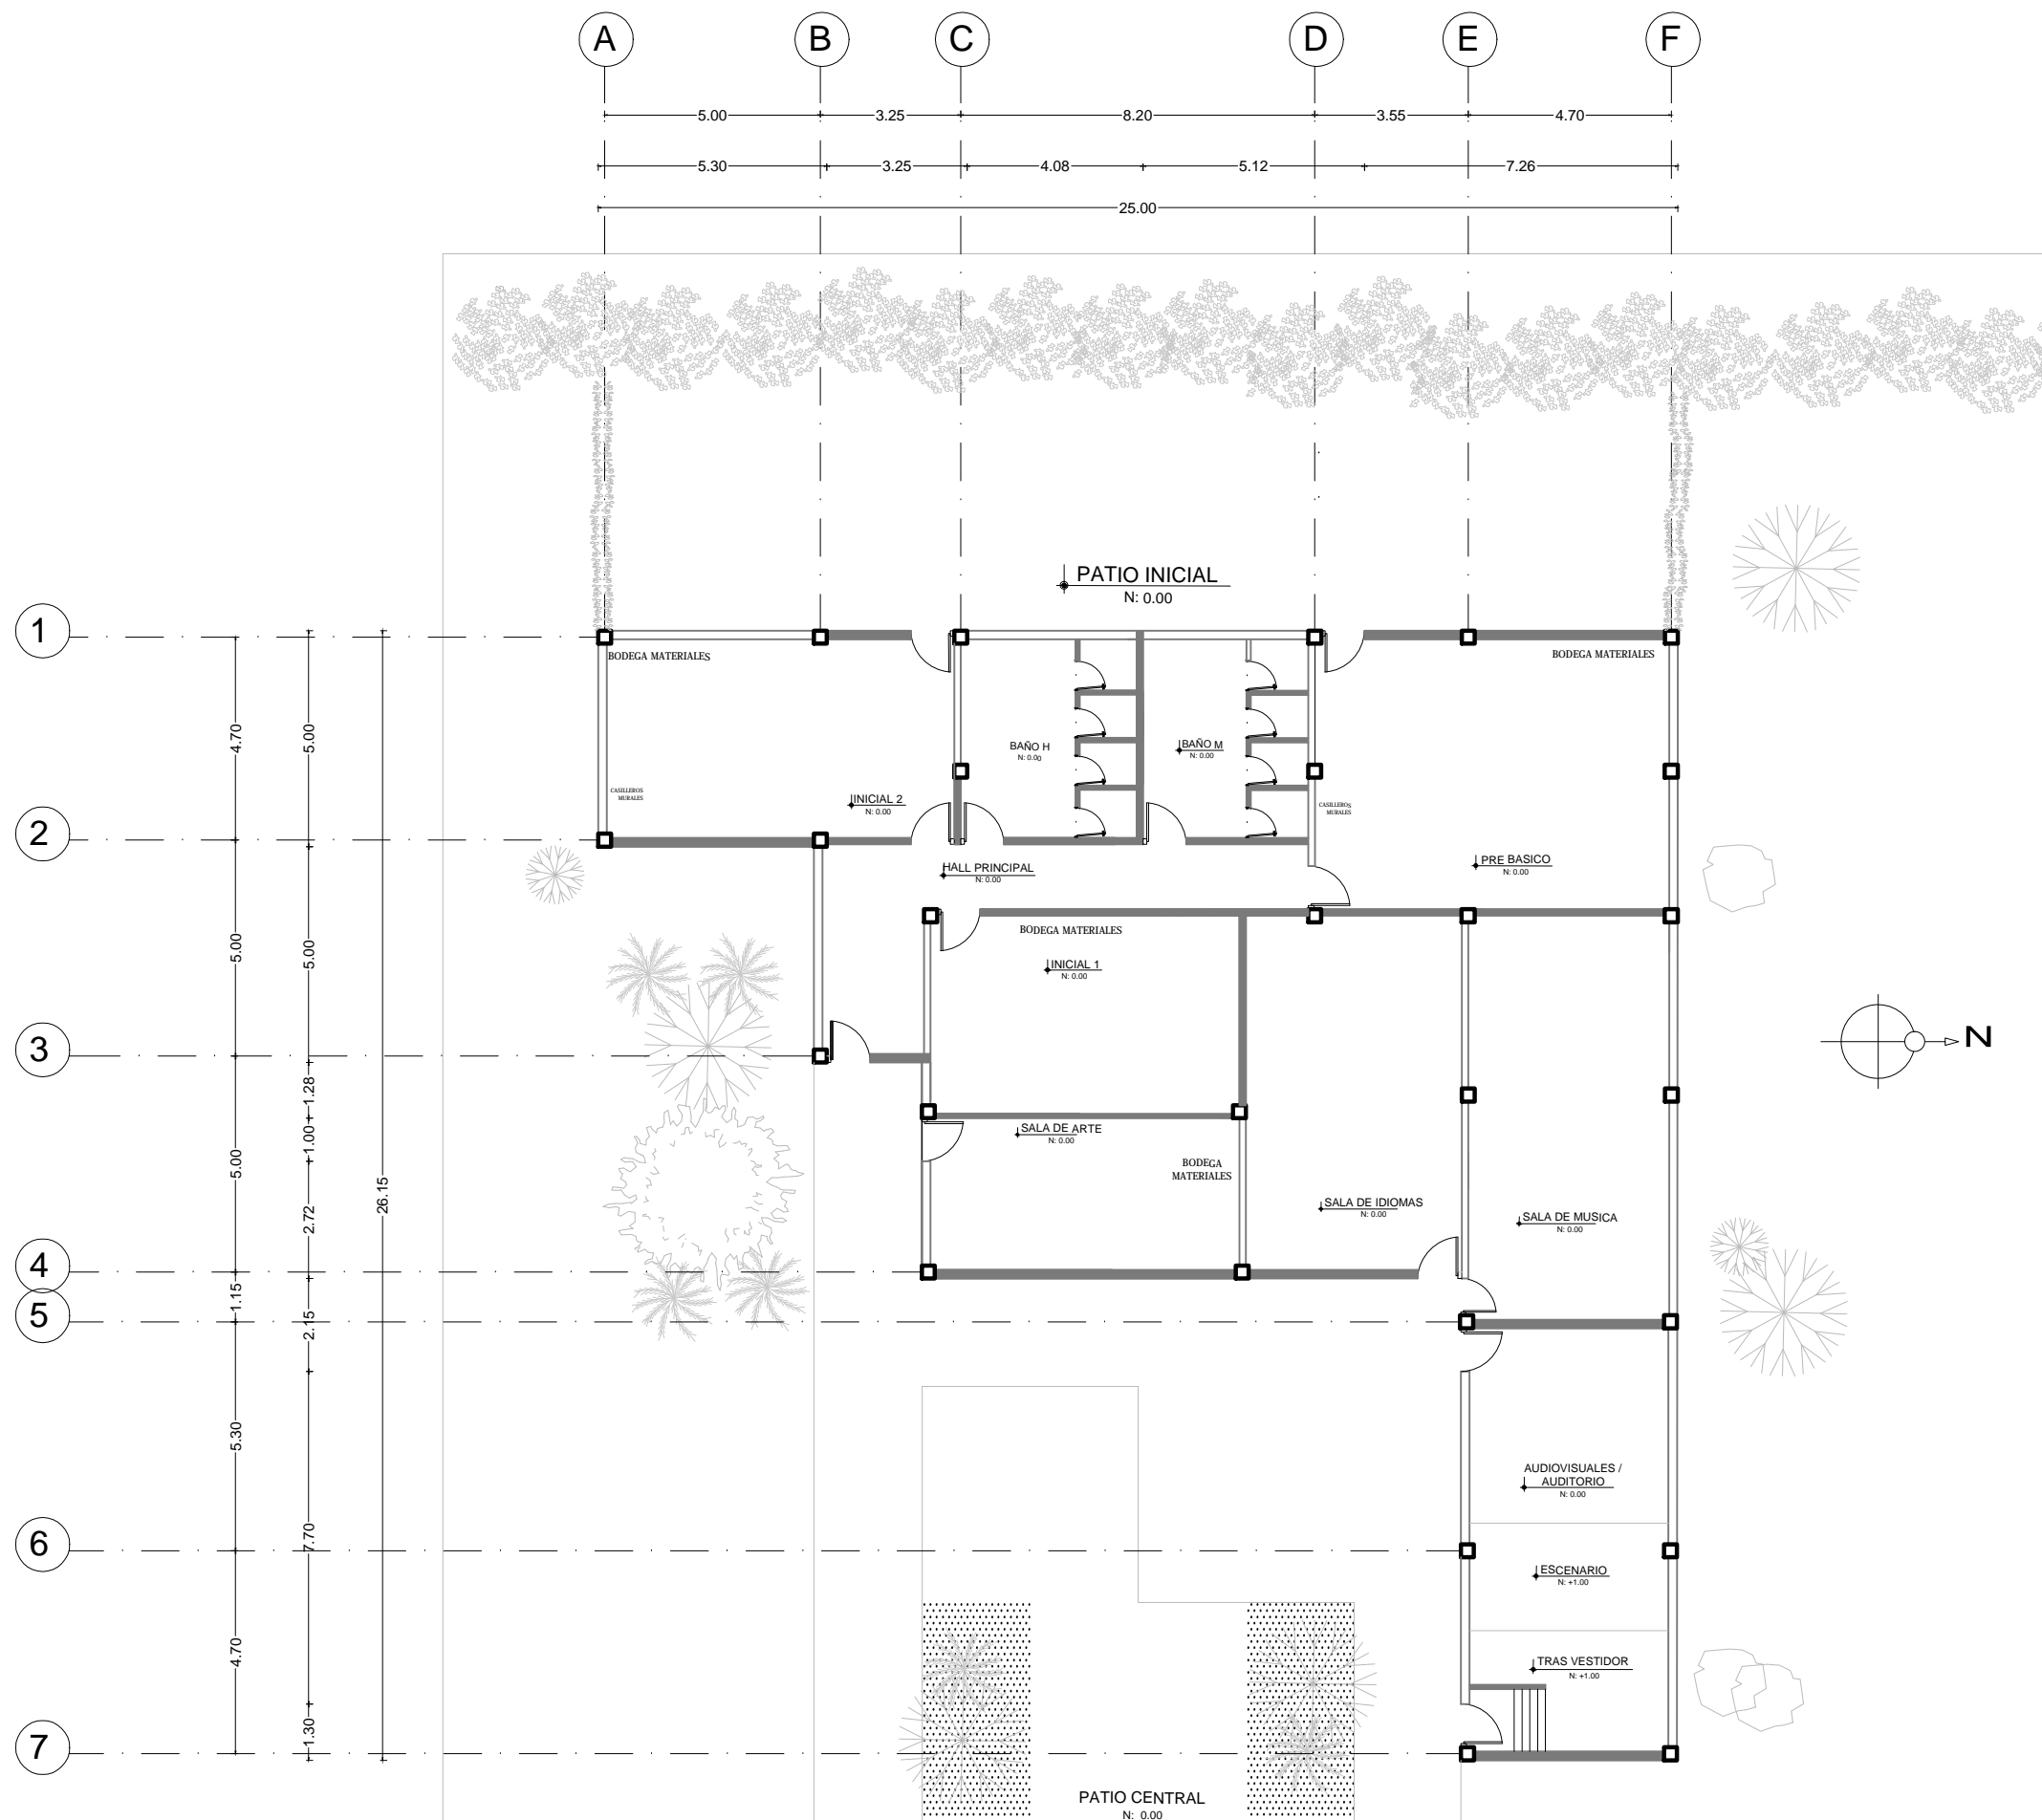 A B C D E F
5.00 3.25 8.20 3.55 4.70
5.30 3.25 4.08 5.12 7.26
25.00
PATIO INICIAL
N: 0.00
1
BODEGA MATERIALES
BODEGA MATERIALES
4.70
5.00
BAÑO H
N: 0.00
BAÑO M
N: 0.00
CASILLEROS
MURALES
INICIAL 2
N: 0.00
CASILLEROS
MURALES
2
HALL PRINCIPAL
N: 0.00
PRE BASICO
N: 0.00
5.00
5.00
BODEGA MATERIALES
INICIAL 1
N: 0.00
3
N
1.28
1.00
SALA DE ARTE
N: 0.00
5.00
BODEGA
MATERIALES
26.15
2.72
SALA DE IDIOMAS
N: 0.00
SALA DE MUSICA
N: 0.00
4
1.15
5
2.15
5.30
AUDIOVISUALES /
AUDITORIO
N: 0.00
6
7.70
ESCENARIO
N: +1.00
4.70
TRAS VESTIDOR
N: +1.00
1.30
7
PATIO CENTRAL
N: 0.00